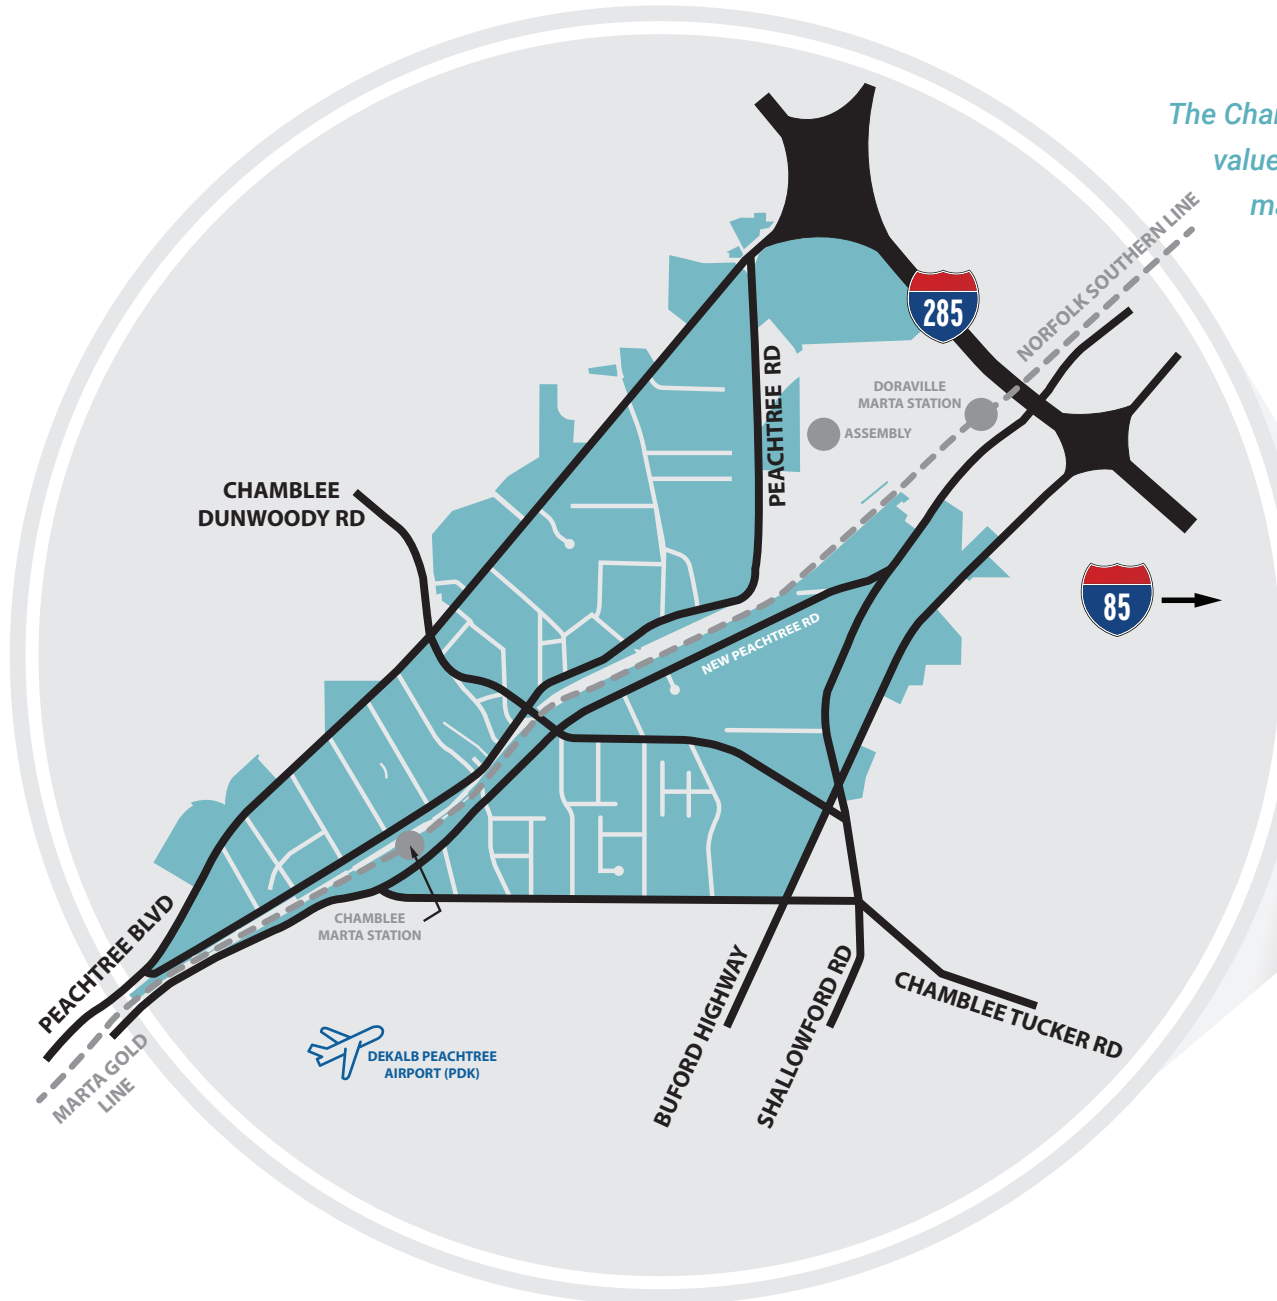 The
value
NORFOLK SOUTHERN LINE
285
DORAVILLE
MARTA STATION
PEACHTREE RD
ASSEMBLY
CHAMBLEE
DUNWOODY RD
85
NEW PEACHTREE RD
CHAMBLEE
MARTA STATION
PEACHTREE BLVD
MARTA GOLD
LINE
DEKALB PEACHTREE
AIRPORT (PDK)
BUFORD HIGHWAY
SHALLOWFORD RD
CHAMBLEE TUCKER RD